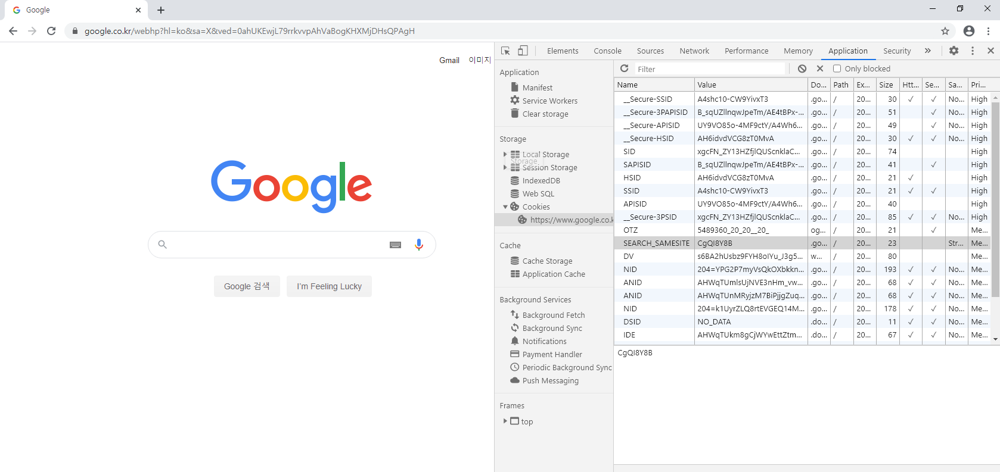 Google
google.co.kr/webhp?hl=ko&sa=X&ved=0ahUKEwjL79rrkvvpAhVaBogKHXMjDHsQPAgH
Gmail 이미지
Google
Google 검색 I'm Feeling Lucky
Elements Console Sources Network Performance Memory Application Security »
Application
Manifest
Service Workers
Clear storage
Storage
Local Storage
Storage
Session Storage
IndexedDB
Web SQL
Cookies
https://www.google.co.k
Cache
Cache Storage
Application Cache
Background Services
Background Fetch
Background Sync
Notifications
Payment Handler
Periodic Background Sync
Push Messaging
Frames
top
Filter Only blocked
Name Value Do... Path Ex... Size Htt... Se... Sa... Pri...
__Secure-SSID A4shc10-CW9YivxT3 .go... / 20... 30 ✓ ✓ No... High
__Secure-3PAPISID B_sqUZllnqwJpeTm/AE4tBPx-... .go... / 20... 51 ✓ No... High
__Secure-APISID UY9VO85o-4MF9ctY/A4Wh6... .go... / 20... 49 ✓ No... High
__Secure-HSID AH6idvdVCG8zT0MvA .go... / 20... 30 ✓ ✓ No... High
SID xgcFN_ZY13HZfjlQUScnklaC... .go... / 20... 74 High
SAPISID B_sqUZllnqwJpeTm/AE4tBPx-... .go... / 20... 41 ✓ High
HSID AH6idvdVCG8zT0MvA .go... / 20... 21 ✓ High
SSID A4shc10-CW9YivxT3 .go... / 20... 21 ✓ ✓ High
APISID UY9VO85o-4MF9ctY/A4Wh6... .go... / 20... 40 High
__Secure-3PSID xgcFN_ZY13HZfjlQUScnklaC... .go... / 20... 85 ✓ ✓ No... High
OTZ 5489360_20_20__20_ og... / 20... 21 ✓ Me...
SEARCH_SAMESITE CgQI8Y8B .go... / 20... 23 Str... Me...
DV s6BA2hUsbz9FYH8oIYu_J3g5... w... / 20... 80 Me...
NID 204=YPG2P7myVsQkOXbkkn... .go... / 20... 193 ✓ ✓ No... Me...
ANID AHWqTUmlsUjNVE3nHm_vw... .go... / 20... 68 ✓ ✓ No... Me...
ANID AHWqTUnMRyjzM7BiPjjgZuq... .go... / 20... 68 ✓ ✓ No... Me...
NID 204=k1UyrZLQ8rtEVGEQ14M... .go... / 20... 178 ✓ ✓ No... Me...
DSID NO_DATA .do... / 20... 11 ✓ ✓ No... Me...
IDE AHWqTUkm8gCjWYwEttZtm... .do... / 20... 67 ✓ ✓ No... Me...
CgQI8Y8B